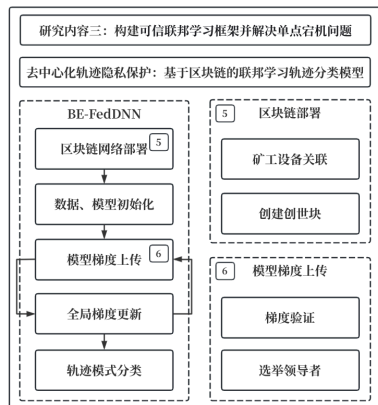 研究内容三：构建可信联邦学习框架并解决单点宕机问题
去中心化轨迹隐私保护：基于区块链的联邦学习轨迹分类模型
BE-FedDNN
区块链网络部署
5
数据、模型初始化
模型梯度上传
6
全局梯度更新
轨迹模式分类
5
区块链部署
矿工设备关联
创建创世块
6
模型梯度上传
梯度验证
选举领导者